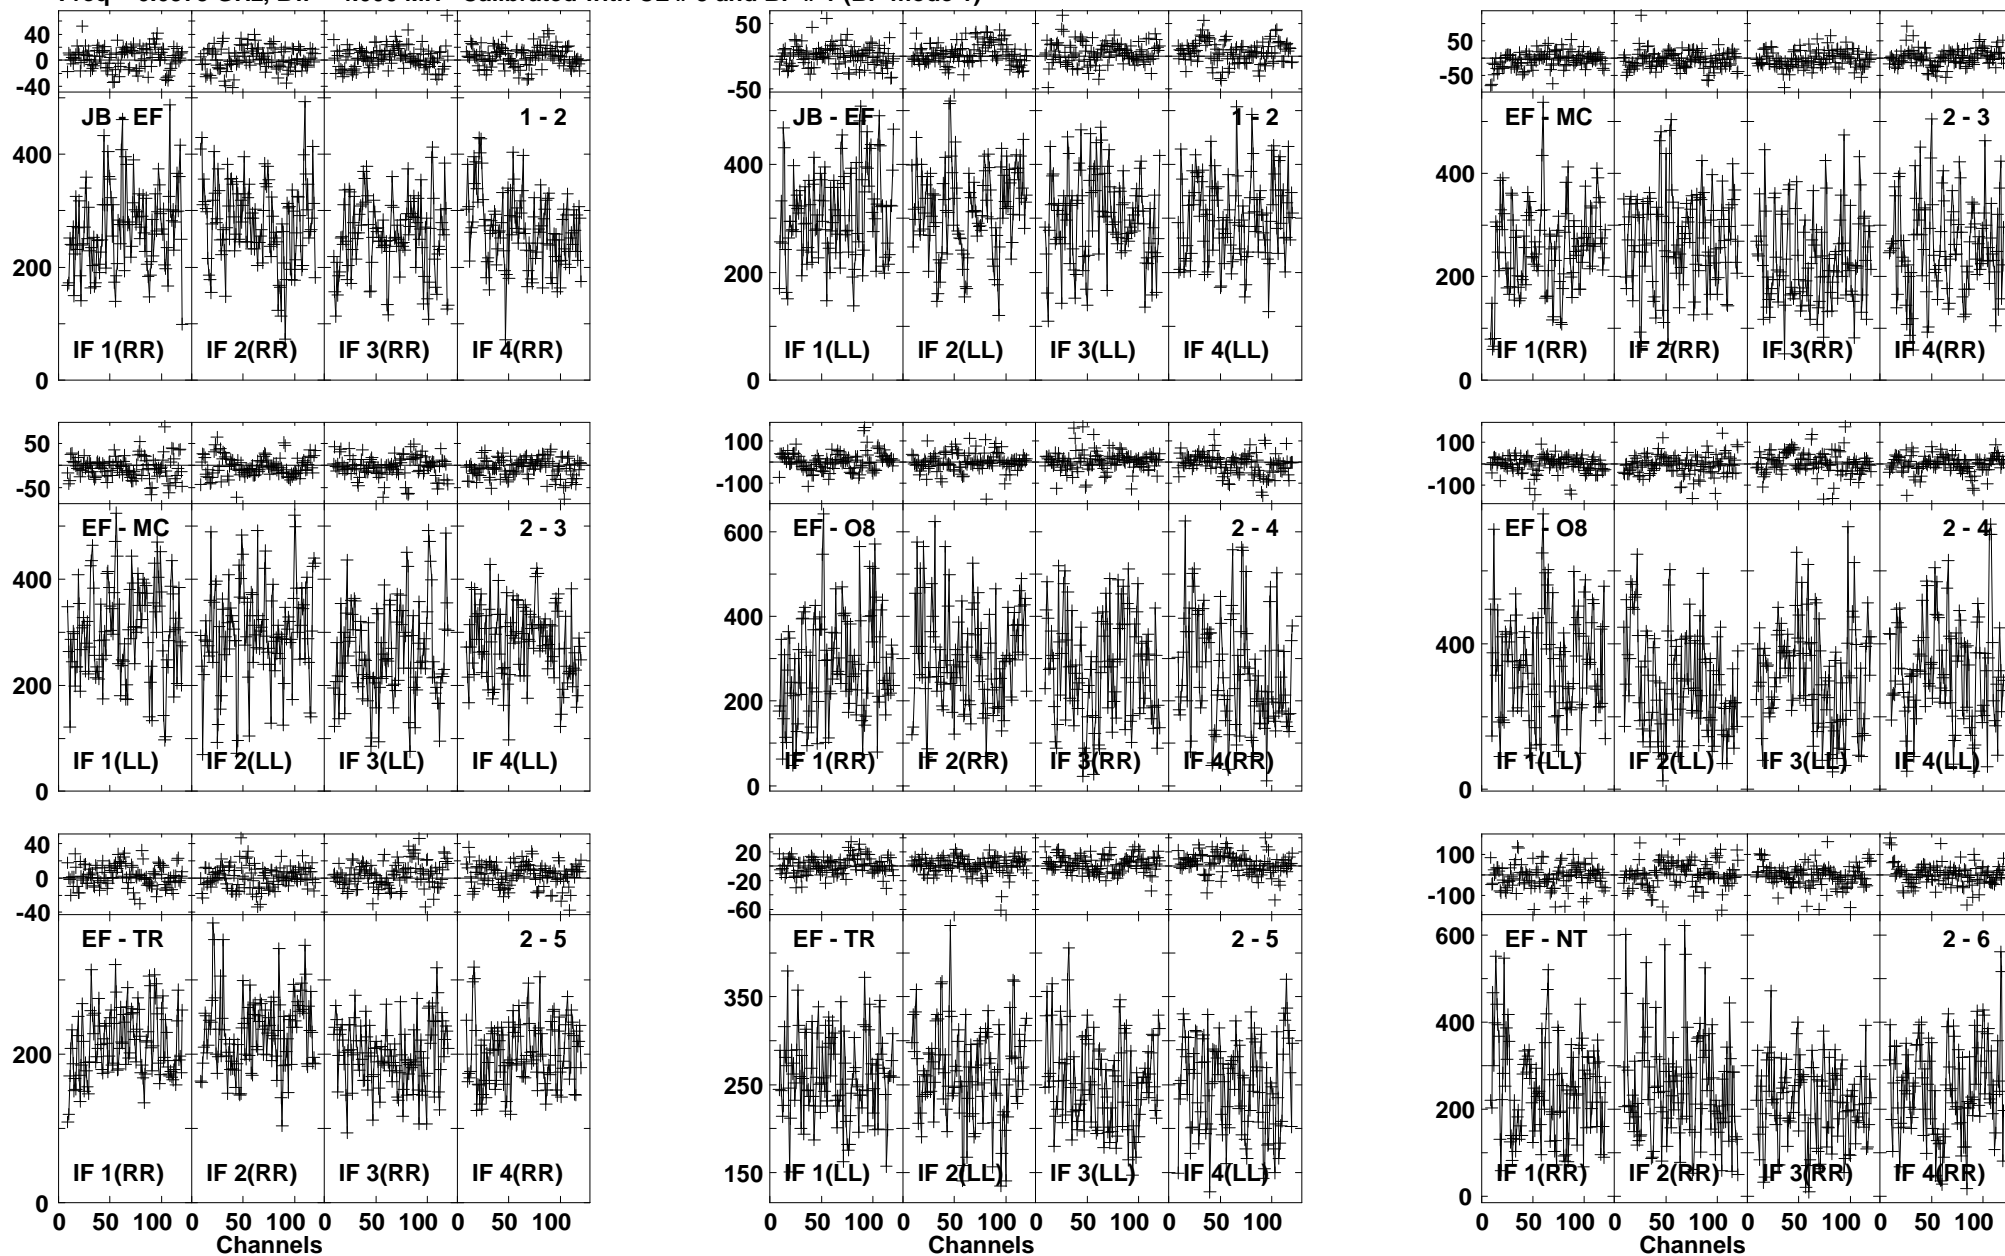 40 50 50
0 0 0
-40 -50 -50
JB - EF 1 - 2 JB - EF 1 - 2 EF - MC 2 - 3
400 400 400
200 200 200
IF 1(RR) IF 2(RR) IF 3(RR) IF 4(RR) IF 1(LL) IF 2(LL) IF 3(LL) IF 4(LL) IF 1(RR) IF 2(RR) IF 3(RR) IF 4(RR)
0 0 0
50 100 100
-50 -100 -100
EF - MC 2 - 3 EF - O8 2 - 4 EF - O8 2 - 4
600
400 400 400
200 200
IF 1(LL) IF 2(LL) IF 3(LL) IF 4(LL) IF 1(RR) IF 2(RR) IF 3(RR) IF 4(RR) IF 1(LL) IF 2(LL) IF 3(LL) IF 4(LL)
0 0 0
40 20 100
0 -20 -100
-40 -60
EF - TR 2 - 5 EF - TR 2 - 5 EF - NT 2 - 6
600
350 400
200 250 200
IF 1(RR) IF 2(RR) IF 3(RR) IF 4(RR) IF 1(LL) IF 2(LL) IF 3(LL) IF 4(LL) IF 1(RR) IF 2(RR) IF 3(RR) IF 4(RR)
0 150 0
0 50 100 0 50 100 0 50 100 0 50 100 0 50 100 0 50 100 0 50 100 0 50 100 0 50 100 0 50 100 0 50 100 0 50 100
Channels Channels Channels